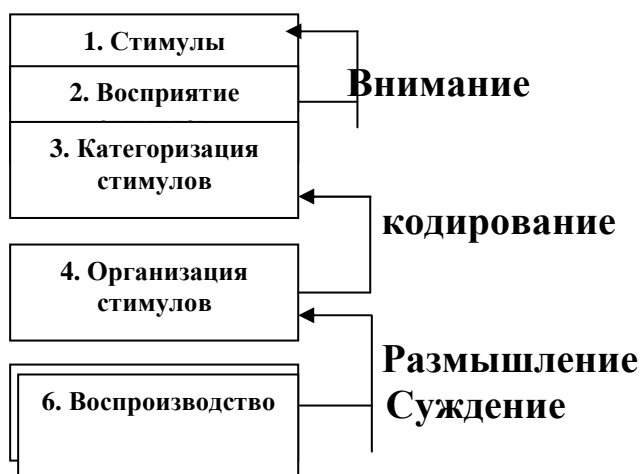 1. Стимулы
2. Восприятие
Внимание
3. Категоризация
стимулов
кодирование
4. Организация
стимулов
Размышление
Суждение
6. Воспроизводство